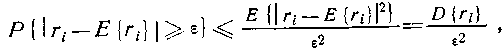 P{|r_i − E{r_i}| ⩾ ε} ⩽ E{|r_i − E{r_i}|²} / ε² = D{r_i} / ε² ,